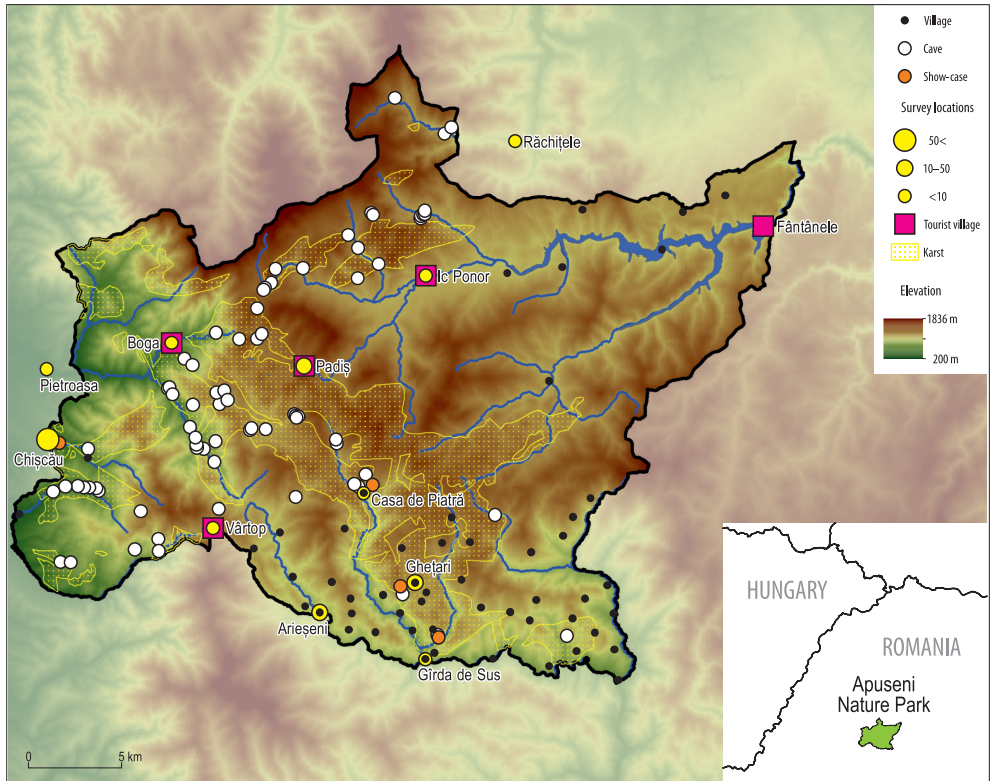 Village
Cave
Show-case
Survey locations
50<
10–50
<10
Tourist village
Karst
Elevation
1836 m
200 m
Răchițele
Fântânele
Ic Ponor
Boga
Padiș
Pietroasa
Chișcău
Casa de Piatră
Vârtop
Ghețari
Arieșeni
Gîrda de Sus
HUNGARY
ROMANIA
Apuseni
Nature Park
0 5 km